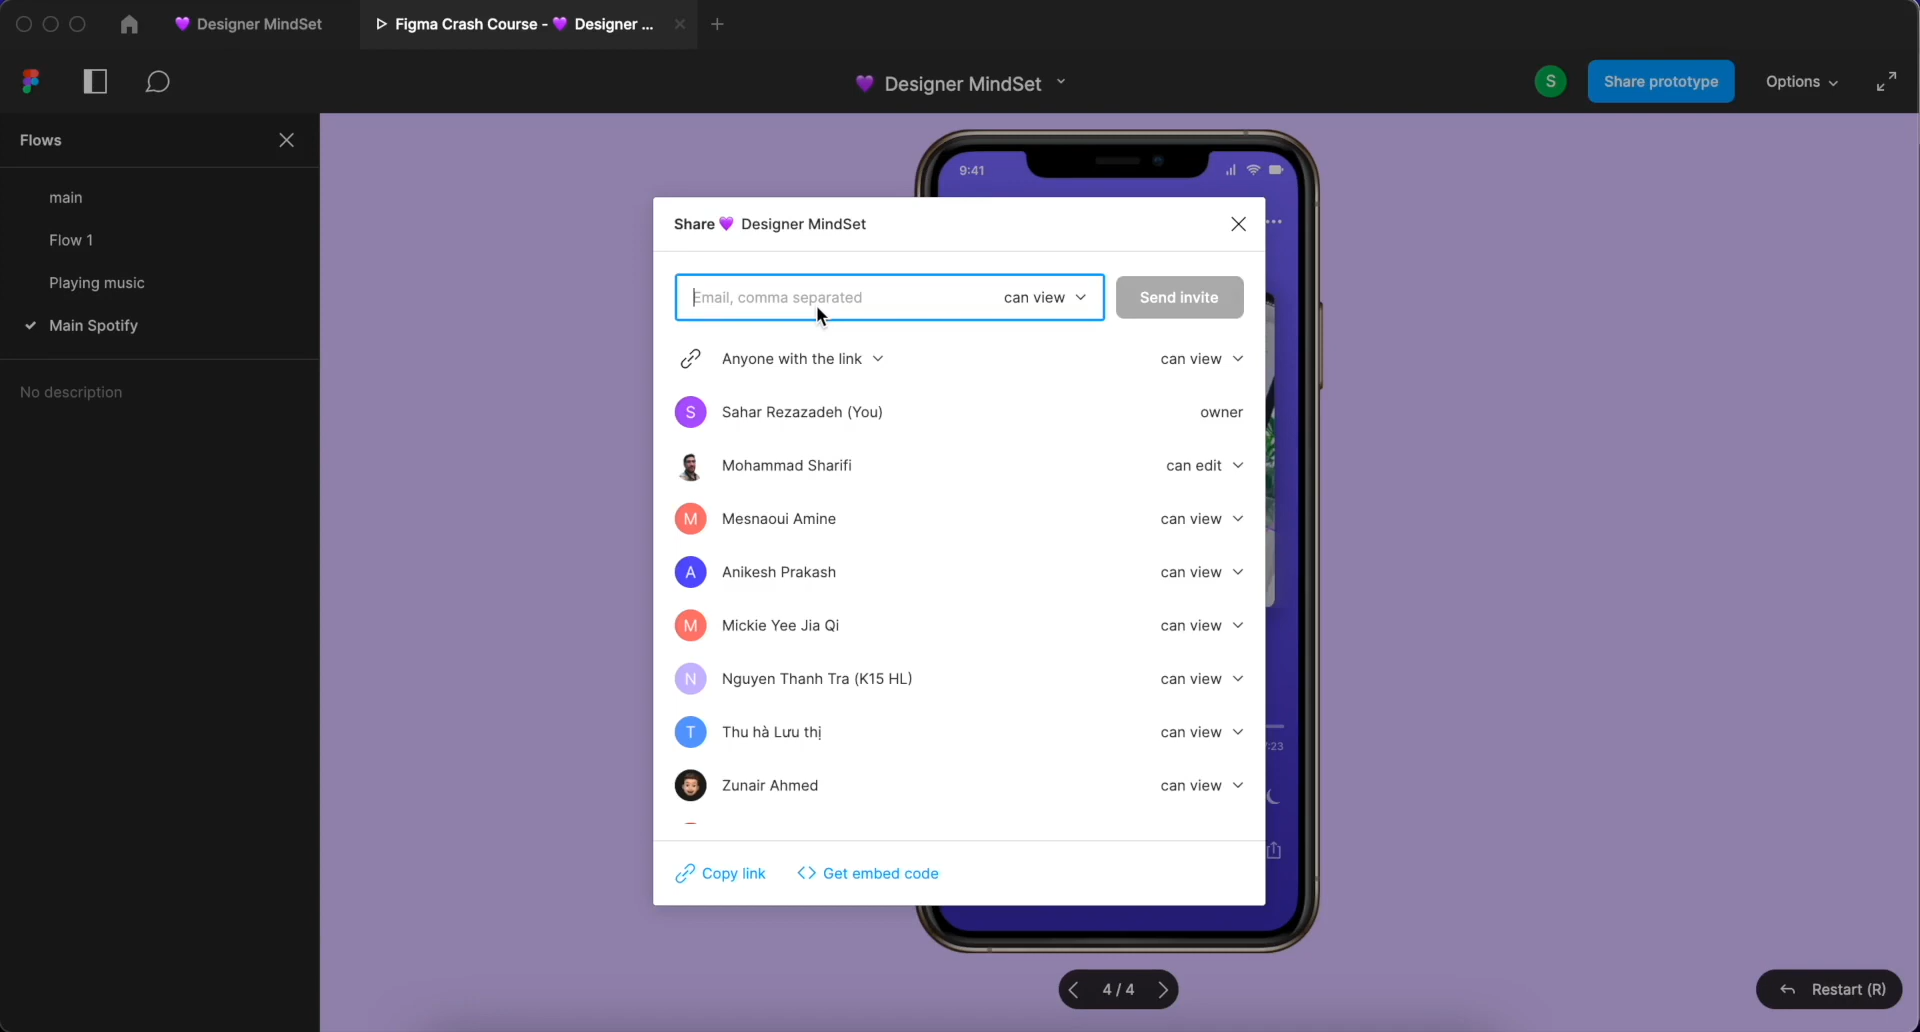 💜 Designer MindSet
Figma Crash Course - 💜 Designer ...
💜 Designer MindSet
S
Share prototype
Options
Flows
main
Flow 1
Playing music
Main Spotify
No description
9:41
Share 💜 Designer MindSet
Email, comma separated
can view
Send invite
Anyone with the link
can view
S
Sahar Rezazadeh (You)
owner
Mohammad Sharifi
can edit
M
Mesnaoui Amine
can view
A
Anikesh Prakash
can view
M
Mickie Yee Jia Qi
can view
N
Nguyen Thanh Tra (K15 HL)
can view
T
Thu hà Lưu thị
can view
Zunair Ahmed
can view
:23
Copy link
<> Get embed code
4 / 4
Restart (R)